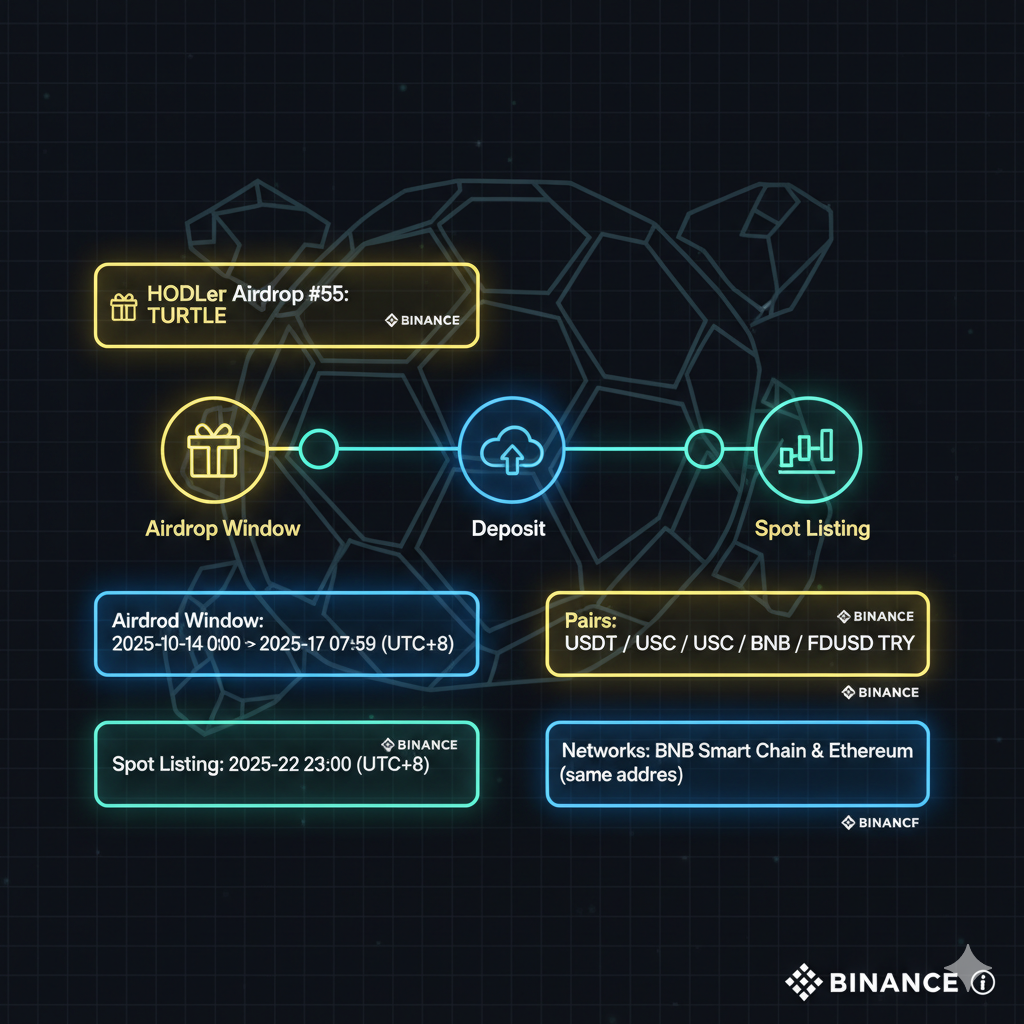 HODLer Airdrop #55:
TURTLE
BINANCE
Airdrop Window
Deposit
Spot Listing
Airdrod Window:
2025-10-14 0:00 > 2025-17 07:59 (UTC+8)
Pairs:
BINANCE
USDT / USC / USC / BNB / FDUSD TRY
BINANCE
BINANCE
Spot Listing: 2025-22 23:00 (UTC+8)
Networks: BNB Smart Chain & Ethereum
(same addres)
BINANCF
BINANCE